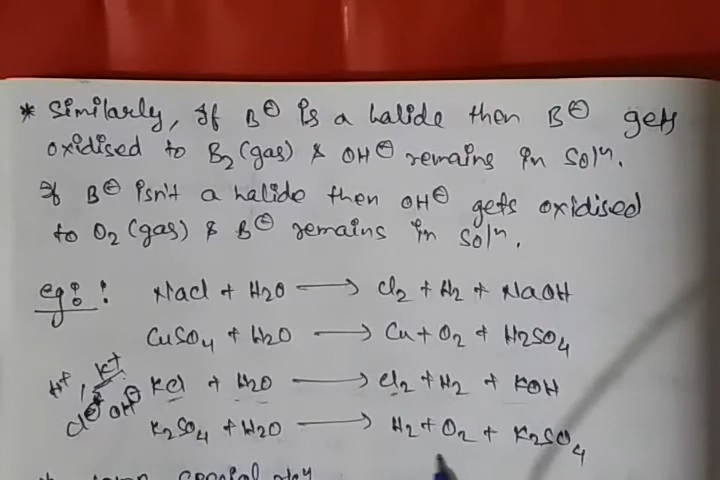 * Similarly, If B⊖ is a halide then B⊖ gets
oxidised to B2 (gas) & OH⊖ remains in Soln.
If B⊖ isn't a halide then OH⊖ gets oxidised
to O2 (gas) & B⊖ remains in Soln.
eg:! NaCl + H2O → Cl2 + H2 + NaOH
CuSO4 + H2O → Cu + O2 + H2SO4
H+, K+
Cl⊖ OH⊖
KCl + H2O → Cl2 + H2 + KOH
K2SO4 + H2O → H2 + O2 + K2SO4